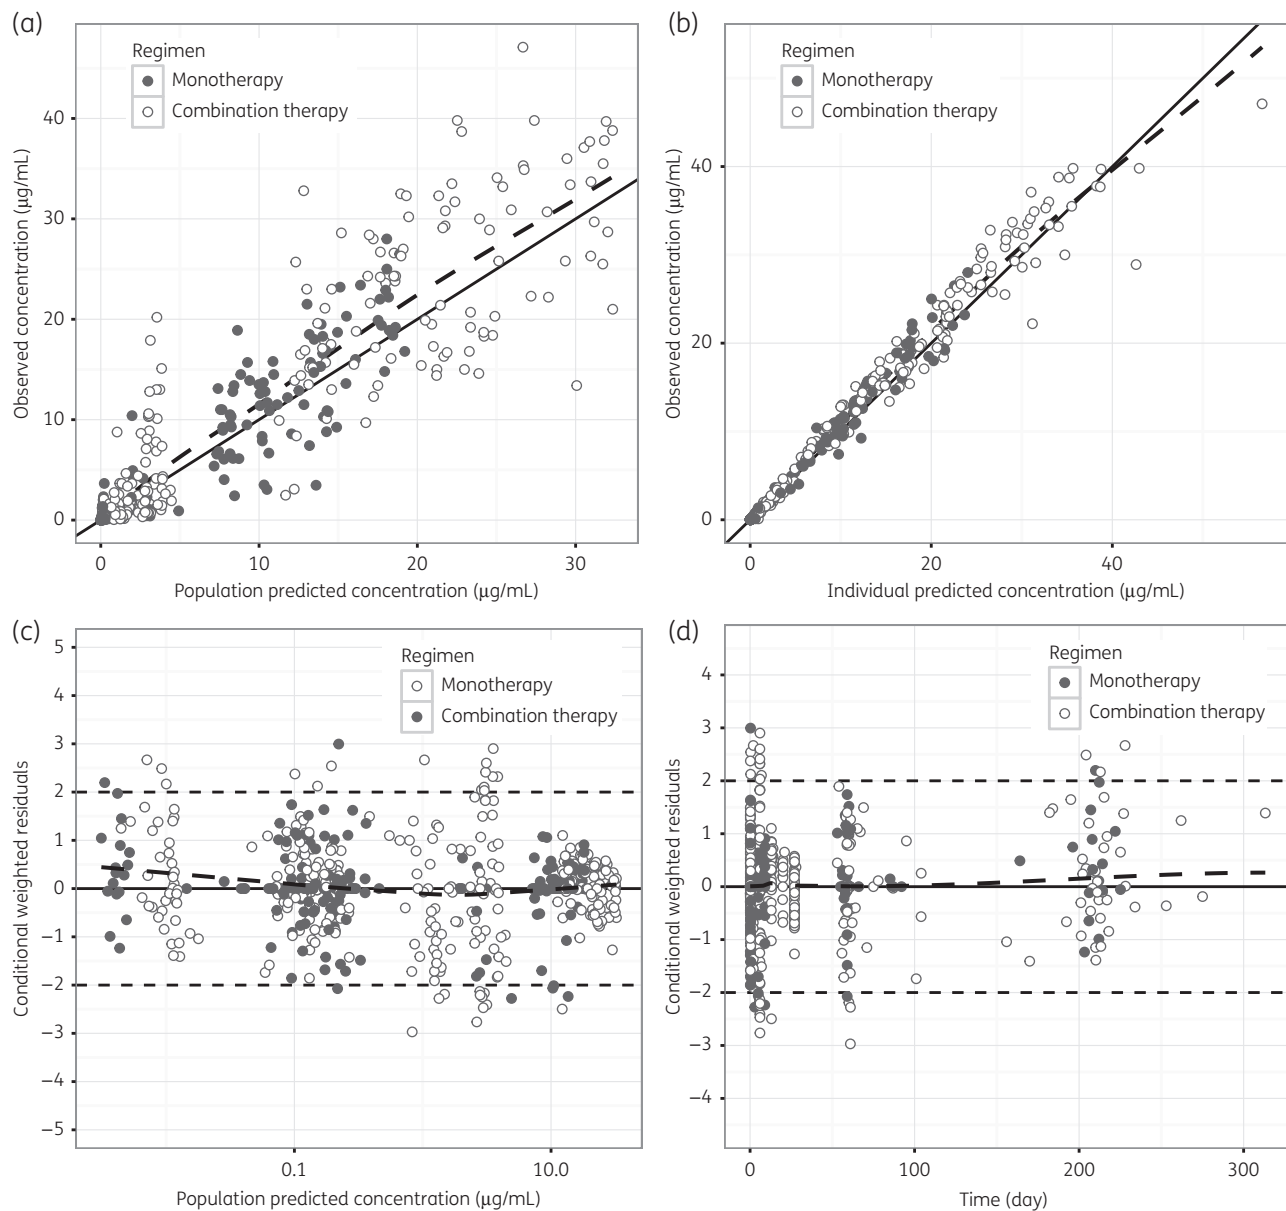 (a)
Regimen
Monotherapy
Combination therapy
40
30
20
10
0
Observed concentration (μg/mL)
0 10 20 30
Population predicted concentration (μg/mL)
(b)
Regimen
Monotherapy
Combination therapy
40
20
0
Observed concentration (μg/mL)
0 20 40
Individual predicted concentration (μg/mL)
(c)
Regimen
Monotherapy
Combination therapy
5
4
3
2
1
0
−1
−2
−3
−4
−5
Conditional weighted residuals
0.1 10.0
Population predicted concentration (μg/mL)
(d)
Regimen
Monotherapy
Combination therapy
4
3
2
1
0
−1
−2
−3
−4
Conditional weighted residuals
0 100 200 300
Time (day)